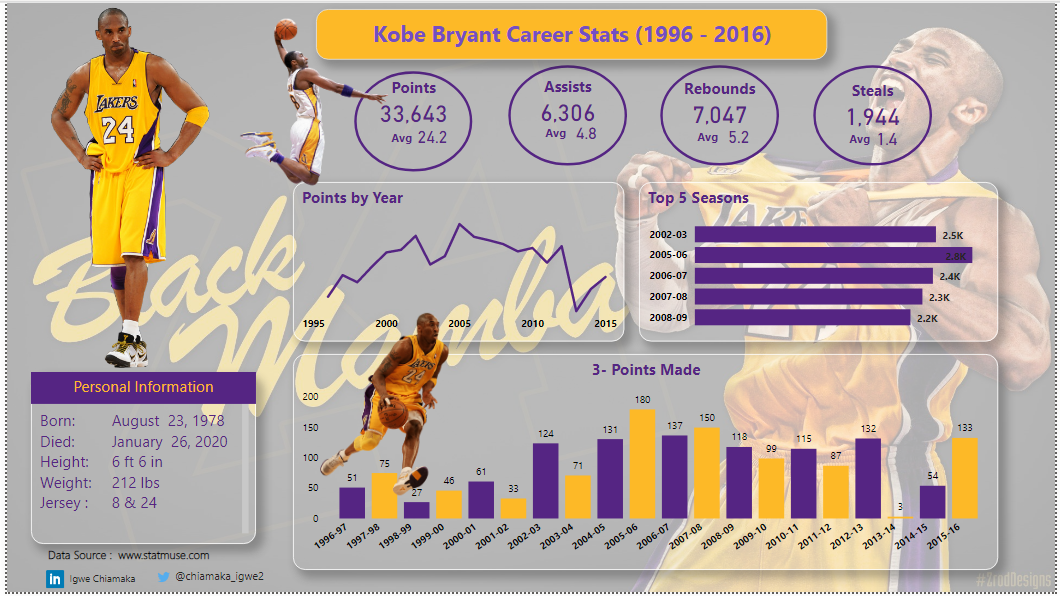 Kobe Bryant Career Stats (1996 - 2016)
LAKERS
24
Points
33,643
Avg 24.2
Assists
6,306
Avg 4.8
Rebounds
7,047
Avg 5.2
Steals
1,944
Avg 1.4
Black
Mamba
Points by Year
1995 2000 2005 2010 2015
Top 5 Seasons
2002-03 2.5K
2005-06 2.8K
2006-07 2.4K
2007-08 2.3K
2008-09 2.2K
Personal Information
Born: August 23, 1978
Died: January 26, 2020
Height: 6 ft 6 in
Weight: 212 lbs
Jersey : 8 & 24
3- Points Made
200
150
100
50
0
51 75 27 46 61 33 124 71 131 180 137 150 118 99 115 87 132 3 54 133
1996-97 1997-98 1998-99 1999-00 2000-01 2001-02 2002-03 2003-04 2004-05 2005-06 2006-07 2007-08 2008-09 2009-10 2010-11 2011-12 2012-13 2013-14 2014-15 2015-16
24
Data Source : www.statmuse.com
in Igwe Chiamaka @chiamaka_igwe2